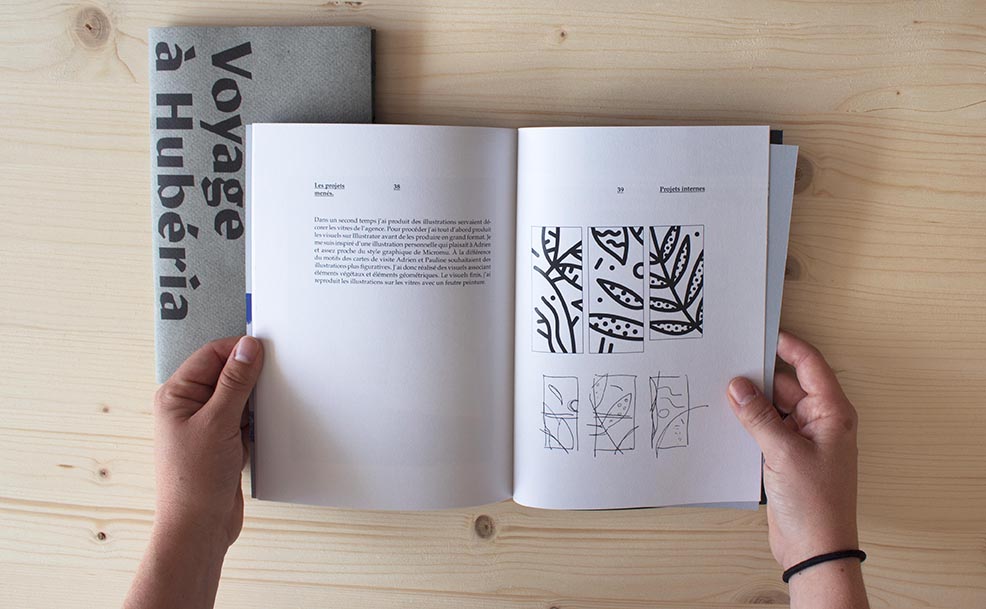 Voyage
à Hubéria
Les projets
menés.
38
Dans un second temps j'ai produit des illustrations servaient dé-
corer les vitres de l'agence. Pour procéder j'ai tout d'abord produit
les visuels sur Illustrator avant de les produire en grand format. Je
me suis inspiré d'une illustration personnelle qui plaisait à Adrien
et assez proche du style graphique de Micromu. À la différence
du motifs des cartes de visite Adrien et Pauline souhaitaient des
illustrations plus figuratives. J'ai donc réalisé des visuels associant
éléments végétaux et éléments géométriques. Le visuels finis, j'ai
reproduit les illustrations sur les vitres avec un feutre peinture.
39
Projets internes